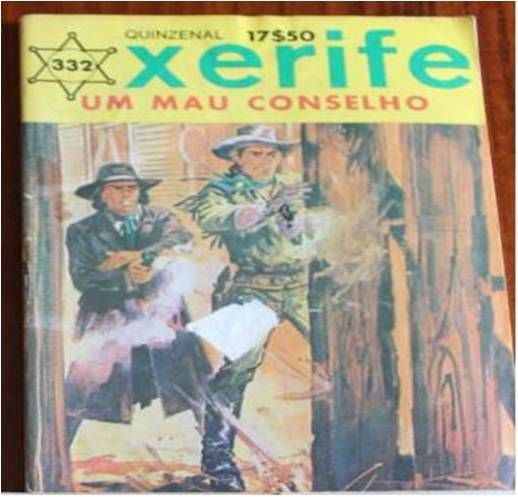 QUINZENAL 17$50
332
xerife
UM MAU CONSELHO